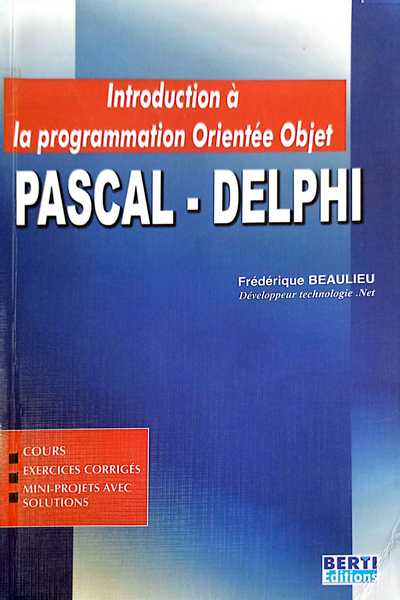 Introduction à
la programmation Orientée Objet
PASCAL - DELPHI
Frédérique BEAULIEU
Développeur technologie .Net
COURS
EXERCICES CORRIGÉS
MINI-PROJETS AVEC
SOLUTIONS
BERTI
Editions